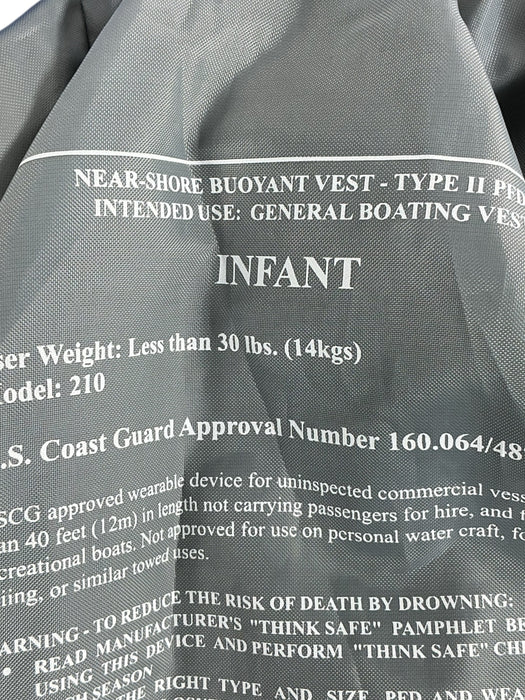 NEAR-SHORE BUOYANT VEST - TYPE II PFD
INTENDED USE: GENERAL BOATING VES
INFANT
ser Weight: Less than 30 lbs. (14kgs)
odel: 210
.S. Coast Guard Approval Number 160.064/48
SCG approved wearable device for uninspected commercial vess
an 40 feet (12m) in length not carrying passengers for hire, and
creational boats. Not approved for use on personal water craft, fo
iing, or similar towed uses.
ARNING - TO REDUCE THE RISK OF DEATH BY DROWNING:
• READ MANUFACTURER'S "THINK SAFE" PAMPHLET BE
USING THIS DEVICE AND PERFORM "THINK SAFE" CHE
CH SEASON
THE RIGHT TYPE AND SIZE PFD AND WEA